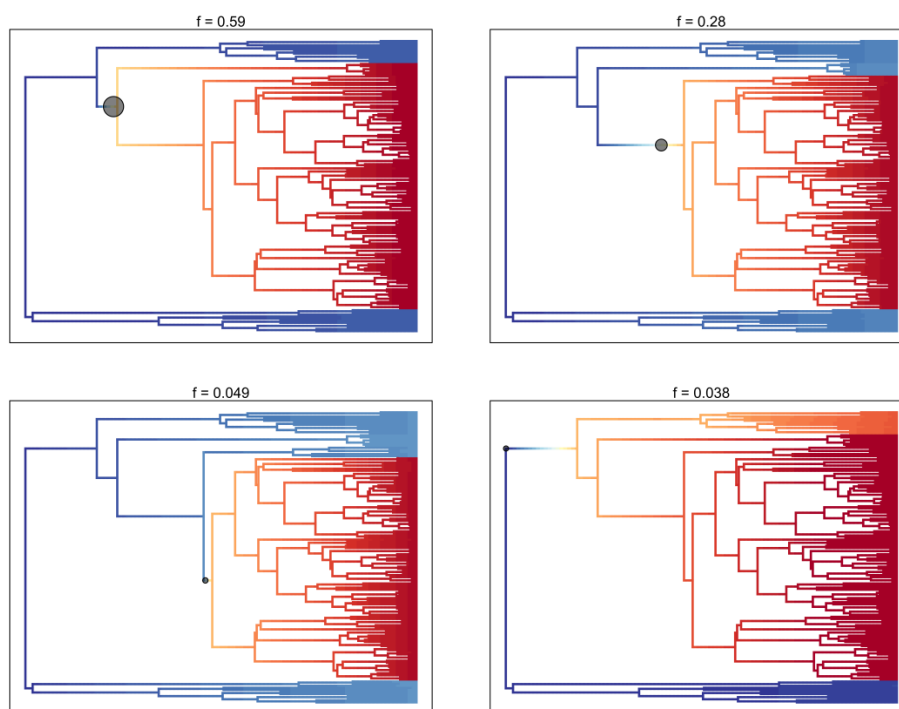 f = 0.59
f = 0.28
f = 0.049
f = 0.038